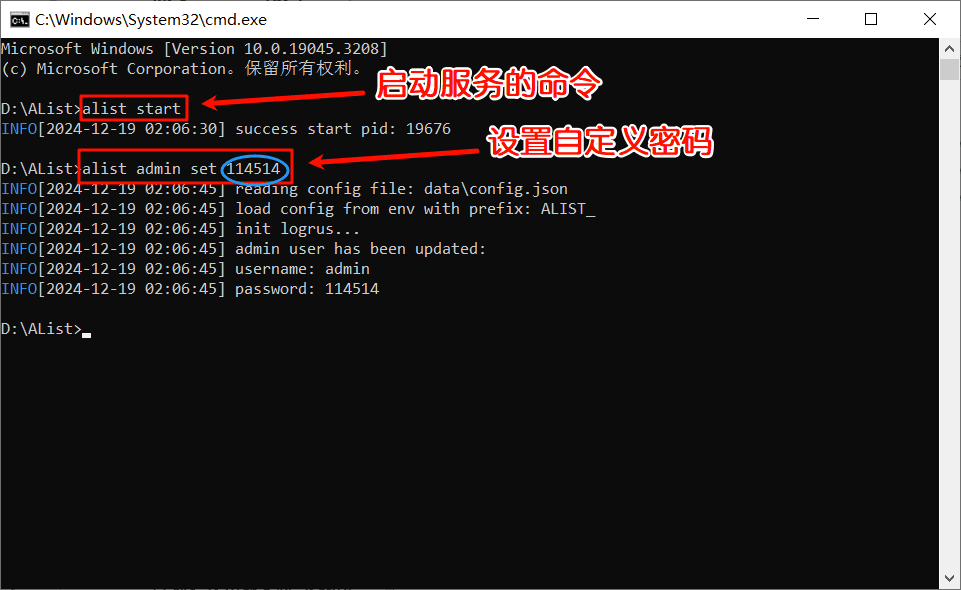 C:\Windows\System32\cmd.exe
Microsoft Windows [Version 10.0.19045.3208]
(c) Microsoft Corporation。保留所有权利。
启动服务的命令
D:\AList>alist start
INFO[2024-12-19 02:06:30] success start pid: 19676
设置自定义密码
D:\AList>alist admin set 114514
INFO[2024-12-19 02:06:45] reading config file: data\config.json
INFO[2024-12-19 02:06:45] load config from env with prefix: ALIST_
INFO[2024-12-19 02:06:45] init logrus...
INFO[2024-12-19 02:06:45] admin user has been updated:
INFO[2024-12-19 02:06:45] username: admin
INFO[2024-12-19 02:06:45] password: 114514
D:\AList>